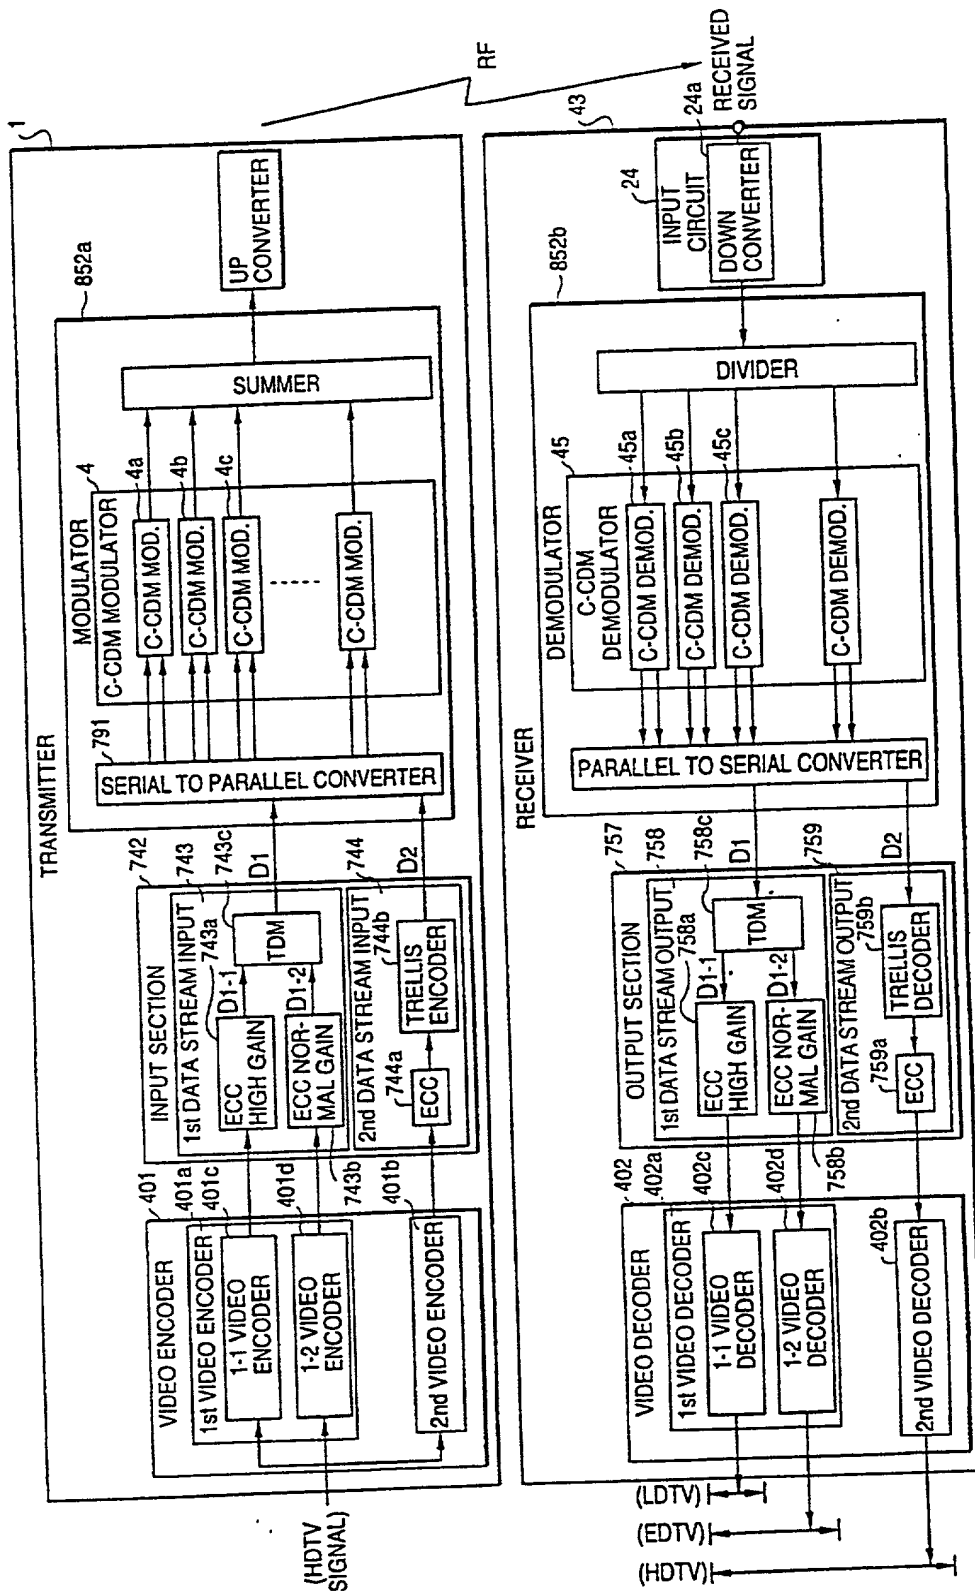 TRANSMITTER
1
(HDTV
SIGNAL)
VIDEO ENCODER
401
1st VIDEO ENCODER
401a
401c
1-1 VIDEO
ENCODER
401d
1-2 VIDEO
ENCODER
401b
2nd VIDEO ENCODER
INPUT SECTION
742
1st DATA STREAM INPUT
743
743a
743c
ECC
HIGH GAIN
D1-1
TDM
D1
ECC NOR-
MAL GAIN
D1-2
743b
2nd DATA STREAM INPUT
744
744a
ECC
744b
TRELLIS
ENCODER
D2
MODULATOR
852a
791
SERIAL TO PARALLEL CONVERTER
C-CDM MODULATOR
4
C-CDM MOD.
4a
C-CDM MOD.
4b
C-CDM MOD.
4c
C-CDM MOD.
SUMMER
UP
CONVERTER
RF
RECEIVED
SIGNAL
RECEIVER
43
INPUT
CIRCUIT
24
24a
DOWN
CONVERTER
852b
DIVIDER
DEMODULATOR
C-CDM
DEMODULATOR
45
C-CDM DEMOD.
45a
C-CDM DEMOD.
45b
C-CDM DEMOD.
45c
C-CDM DEMOD.
PARALLEL TO SERIAL CONVERTER
OUTPUT SECTION
757
1st DATA STREAM OUTPUT
758
758a
758c
ECC
HIGH GAIN
D1-1
TDM
D1
ECC NOR-
MAL GAIN
D1-2
758b
2nd DATA STREAM OUTPUT
759
759a
ECC
759b
TRELLIS
DECODER
D2
VIDEO DECODER
402
1st VIDEO DECODER
402a
402c
1-1 VIDEO
DECODER
402d
1-2 VIDEO
DECODER
402b
2nd VIDEO DECODER
(LDTV)
(EDTV)
(HDTV)